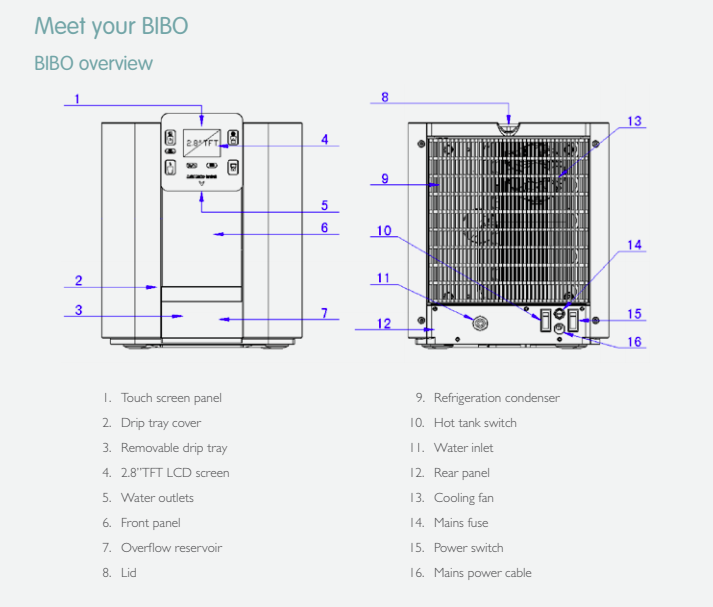 Meet your BIBO
BIBO overview
1
8
13
2.8"TFT
4
9
5
6
10
14
2
11
3
7
12
15
16
1. Touch screen panel
2. Drip tray cover
3. Removable drip tray
4. 2.8"TFT LCD screen
5. Water outlets
6. Front panel
7. Overflow reservoir
8. Lid
9. Refrigeration condenser
10. Hot tank switch
11. Water inlet
12. Rear panel
13. Cooling fan
14. Mains fuse
15. Power switch
16. Mains power cable